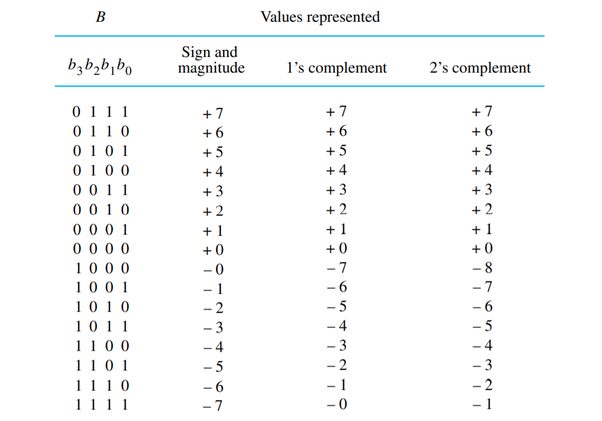 B Values represented
b3b2b1b0 Sign and magnitude 1's complement 2's complement
0 1 1 1 + 7 + 7 + 7
0 1 1 0 + 6 + 6 + 6
0 1 0 1 + 5 + 5 + 5
0 1 0 0 + 4 + 4 + 4
0 0 1 1 + 3 + 3 + 3
0 0 1 0 + 2 + 2 + 2
0 0 0 1 + 1 + 1 + 1
0 0 0 0 + 0 + 0 + 0
1 0 0 0 – 0 – 7 – 8
1 0 0 1 – 1 – 6 – 7
1 0 1 0 – 2 – 5 – 6
1 0 1 1 – 3 – 4 – 5
1 1 0 0 – 4 – 3 – 4
1 1 0 1 – 5 – 2 – 3
1 1 1 0 – 6 – 1 – 2
1 1 1 1 – 7 – 0 – 1